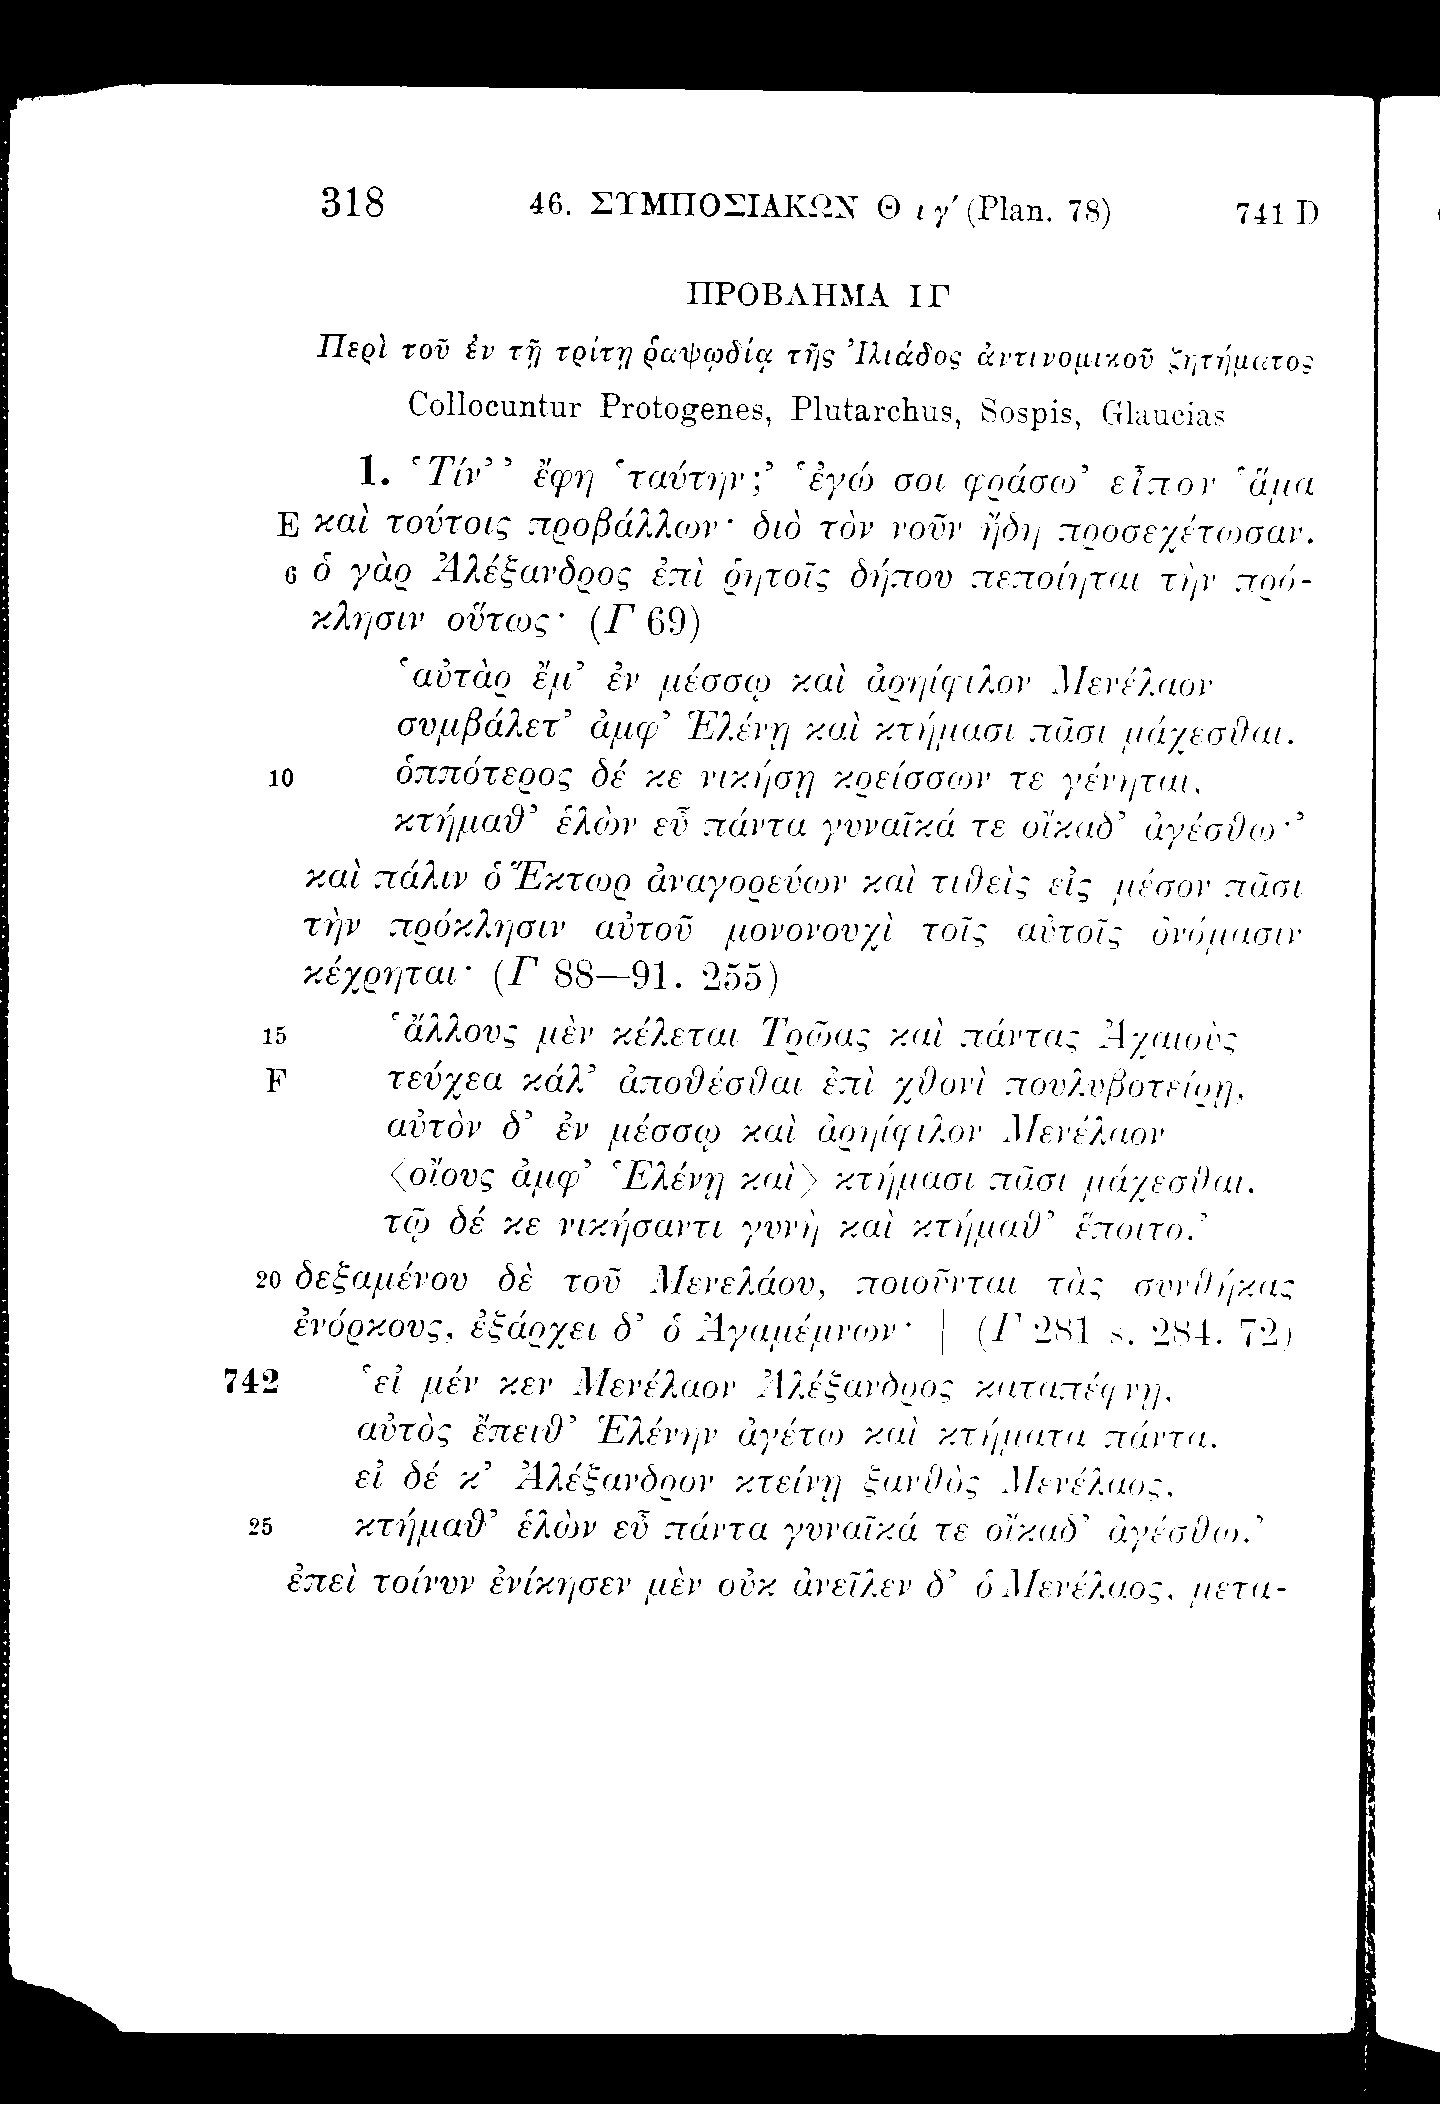 318 46. ΣΥΜΠΟΣΙΑΚΩΝ Θ ιγ´ (Plan. 78) 741 D
ΠΡΟΒΛΗΜΑ ΙΓ
Περὶ τοῦ ἐν τῇ τρίτῃ ῥαψῳδίᾳ τῆς Ἰλιάδος ἀντινομικοῦ ζητήματος
Collocuntur Protogenes, Plutarchus, Sospis, Glaucias
1. ‘Τίν’’ ἔφη ‘ταύτην;’ ‘ἐγώ σοι φράσω’ εἶπον ‘ἅμα
E καὶ τούτοις προβάλλων· διὸ τὸν νοῦν ἤδη προσεχέτωσαν.
6 ὁ γὰρ Ἀλέξανδρος ἐπὶ ῥητοῖς δήπου πεποίηται τὴν πρό-
κλησιν οὕτως· (Γ 69)
‘αὐτὰρ ἔμ’ ἐν μέσσῳ καὶ ἀρηίφιλον Μενέλαον
συμβάλετ’ ἀμφ’ Ἑλένῃ καὶ κτήμασι πᾶσι μάχεσθαι.
10 ὁππότερος δέ κε νικήσῃ κρείσσων τε γένηται,
κτήμαθ’ ἑλὼν εὖ πάντα γυναῖκά τε οἴκαδ’ ἀγέσθω·’
καὶ πάλιν ὁ Ἕκτωρ ἀναγορεύων καὶ τιθεὶς εἰς μέσον πᾶσι
τὴν πρόκλησιν αὐτοῦ μονονουχὶ τοῖς αὐτοῖς ὀνόμασιν
κέχρηται· (Γ 88—91. 255)
15 ‘ἄλλους μὲν κέλεται Τρῶας καὶ πάντας Ἀχαιοὺς
F τεύχεα κάλ’ ἀποθέσθαι ἐπὶ χθονὶ πουλυβοτείρῃ,
αὐτὸν δ’ ἐν μέσσῳ καὶ ἀρηίφιλον Μενέλαον
〈οἴους ἀμφ’ Ἑλένῃ καὶ〉 κτήμασι πᾶσι μάχεσθαι.
τῷ δέ κε νικήσαντι γυνὴ καὶ κτήμαθ’ ἕποιτο.’
20 δεξαμένου δὲ τοῦ Μενελάου, ποιοῦνται τὰς συνθήκας
ἐνόρκους, ἐξάρχει δ’ ὁ Ἀγαμέμνων· | (Γ 281 s. 284. 72)
742 ‘εἰ μέν κεν Μενέλαον Ἀλέξανδρος καταπέφνῃ,
αὐτὸς ἔπειθ’ Ἑλένην ἀγέτω καὶ κτήματα πάντα.
εἰ δέ κ’ Ἀλέξανδρον κτείνῃ ξανθὸς Μενέλαος,
25 κτήμαθ’ ἑλὼν εὖ πάντα γυναῖκά τε οἴκαδ’ ἀγέσθω.’
ἐπεὶ τοίνυν ἐνίκησεν μὲν οὐκ ἀνεῖλεν δ’ ὁ Μενέλαος, μετα-